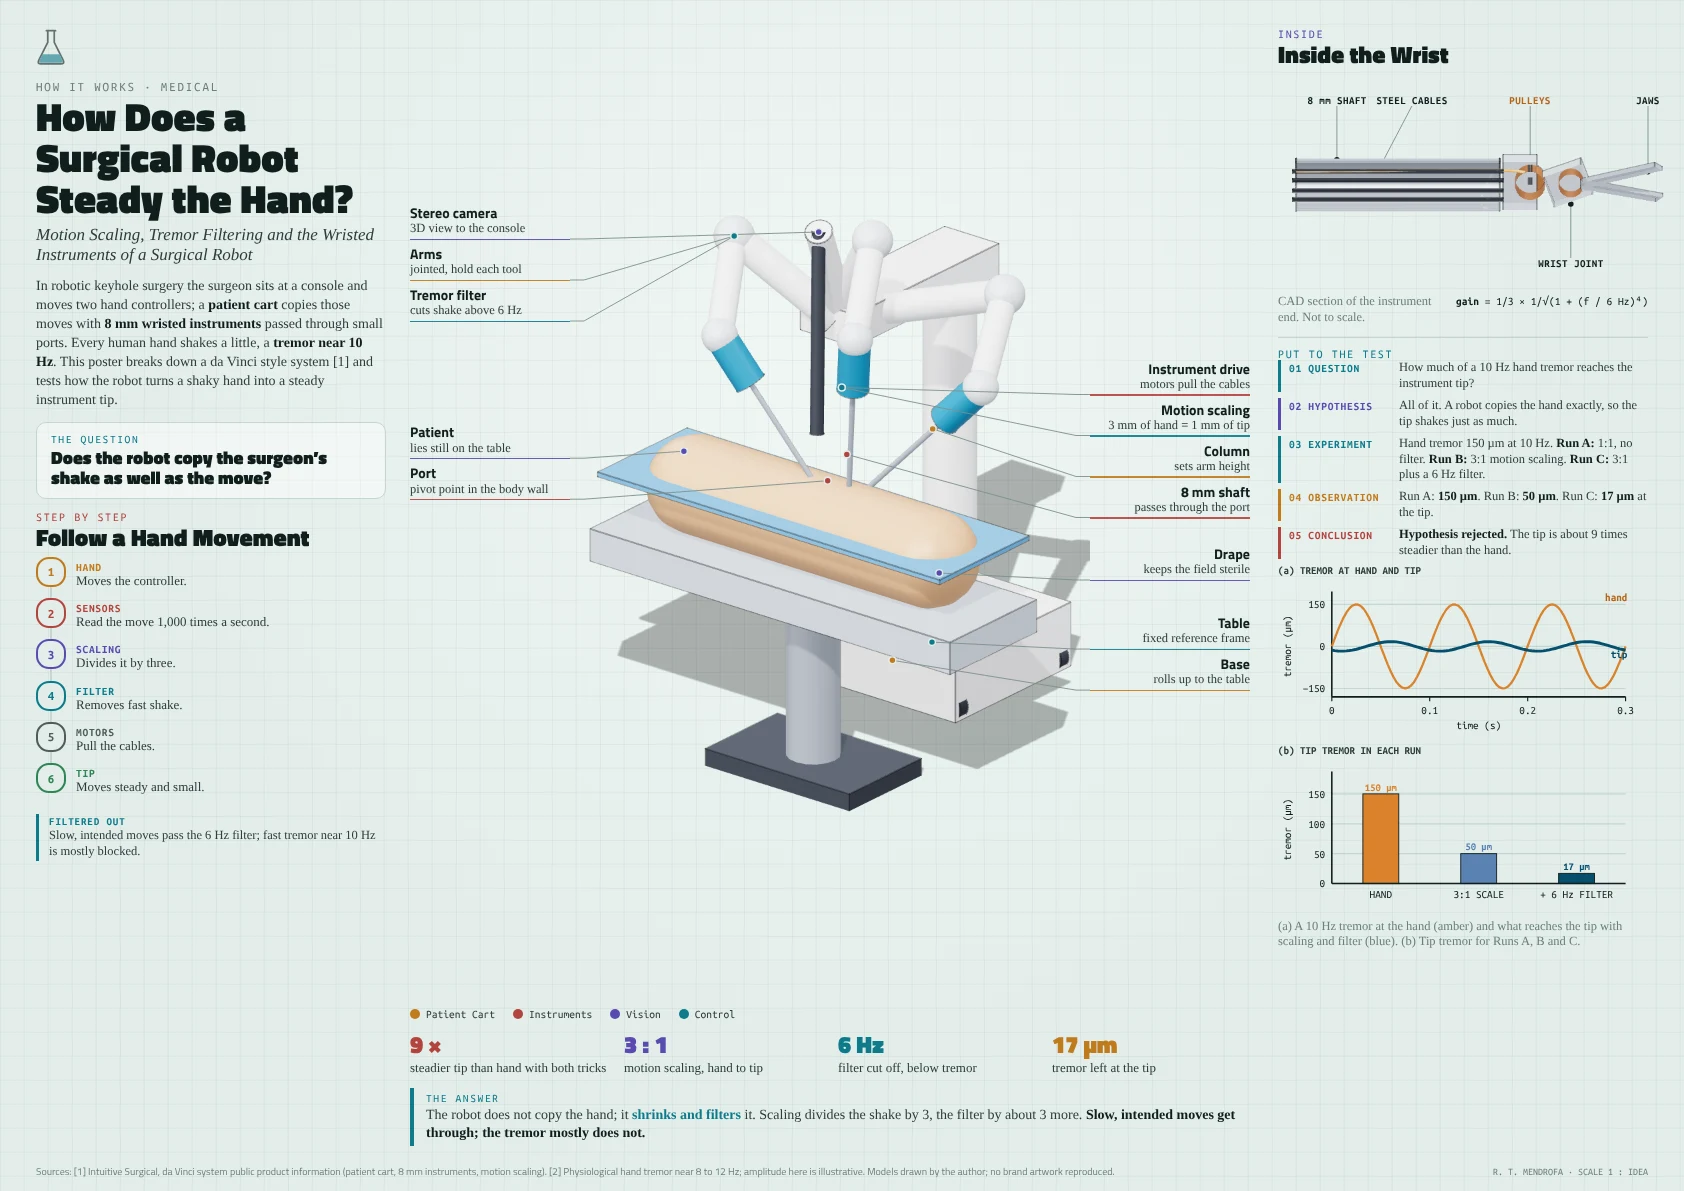 HOW IT WORKS · MEDICAL
How Does a
Surgical Robot
Steady the Hand?
Motion Scaling, Tremor Filtering and the Wristed
Instruments of a Surgical Robot
In robotic keyhole surgery the surgeon sits at a console and
moves two hand controllers; a patient cart copies those
moves with 8 mm wristed instruments passed through small
ports. Every human hand shakes a little, a tremor near 10
Hz. This poster breaks down a da Vinci style system [1] and
tests how the robot turns a shaky hand into a steady
instrument tip.
THE QUESTION
Does the robot copy the surgeon's
shake as well as the move?
STEP BY STEP
Follow a Hand Movement
1 HAND
Moves the controller.
2 SENSORS
Read the move 1,000 times a second.
3 SCALING
Divides it by three.
4 FILTER
Removes fast shake.
5 MOTORS
Pull the cables.
6 TIP
Moves steady and small.
FILTERED OUT
Slow, intended moves pass the 6 Hz filter; fast tremor near 10 Hz
is mostly blocked.
Stereo camera
3D view to the console
Arms
jointed, hold each tool
Tremor filter
cuts shake above 6 Hz
Patient
lies still on the table
Port
pivot point in the body wall
Instrument drive
motors pull the cables
Motion scaling
3 mm of hand = 1 mm of tip
Column
sets arm height
8 mm shaft
passes through the port
Drape
keeps the field sterile
Table
fixed reference frame
Base
rolls up to the table
Patient Cart Instruments Vision Control
9 ×
steadier tip than hand with both tricks
3 : 1
motion scaling, hand to tip
6 Hz
filter cut off, below tremor
17 µm
tremor left at the tip
THE ANSWER
The robot does not copy the hand; it shrinks and filters it. Scaling divides the shake by 3, the filter by about 3 more. Slow, intended moves get
through; the tremor mostly does not.
INSIDE
Inside the Wrist
8 mm SHAFT STEEL CABLES PULLEYS JAWS
WRIST JOINT
CAD section of the instrument
end. Not to scale.
gain = 1/3 × 1/√(1 + (f / 6 Hz)⁴)
PUT TO THE TEST
01 QUESTION
How much of a 10 Hz hand tremor reaches the
instrument tip?
02 HYPOTHESIS
All of it. A robot copies the hand exactly, so the
tip shakes just as much.
03 EXPERIMENT
Hand tremor 150 µm at 10 Hz. Run A: 1:1, no
filter. Run B: 3:1 motion scaling. Run C: 3:1
plus a 6 Hz filter.
04 OBSERVATION
Run A: 150 µm. Run B: 50 µm. Run C: 17 µm at
the tip.
05 CONCLUSION
Hypothesis rejected. The tip is about 9 times
steadier than the hand.
(a) TREMOR AT HAND AND TIP
tremor (µm)
150
0
−150
hand
tip
0 0.1 0.2 0.3
time (s)
(b) TIP TREMOR IN EACH RUN
tremor (µm)
150
100
50
0
150 µm
50 µm
17 µm
HAND 3:1 SCALE + 6 Hz FILTER
(a) A 10 Hz tremor at the hand (amber) and what reaches the tip with
scaling and filter (blue). (b) Tip tremor for Runs A, B and C.
Sources: [1] Intuitive Surgical, da Vinci system public product information (patient cart, 8 mm instruments, motion scaling). [2] Physiological hand tremor near 8 to 12 Hz; amplitude here is illustrative. Models drawn by the author; no brand artwork reproduced.
R. T. MENDROFA · SCALE 1 : IDEA